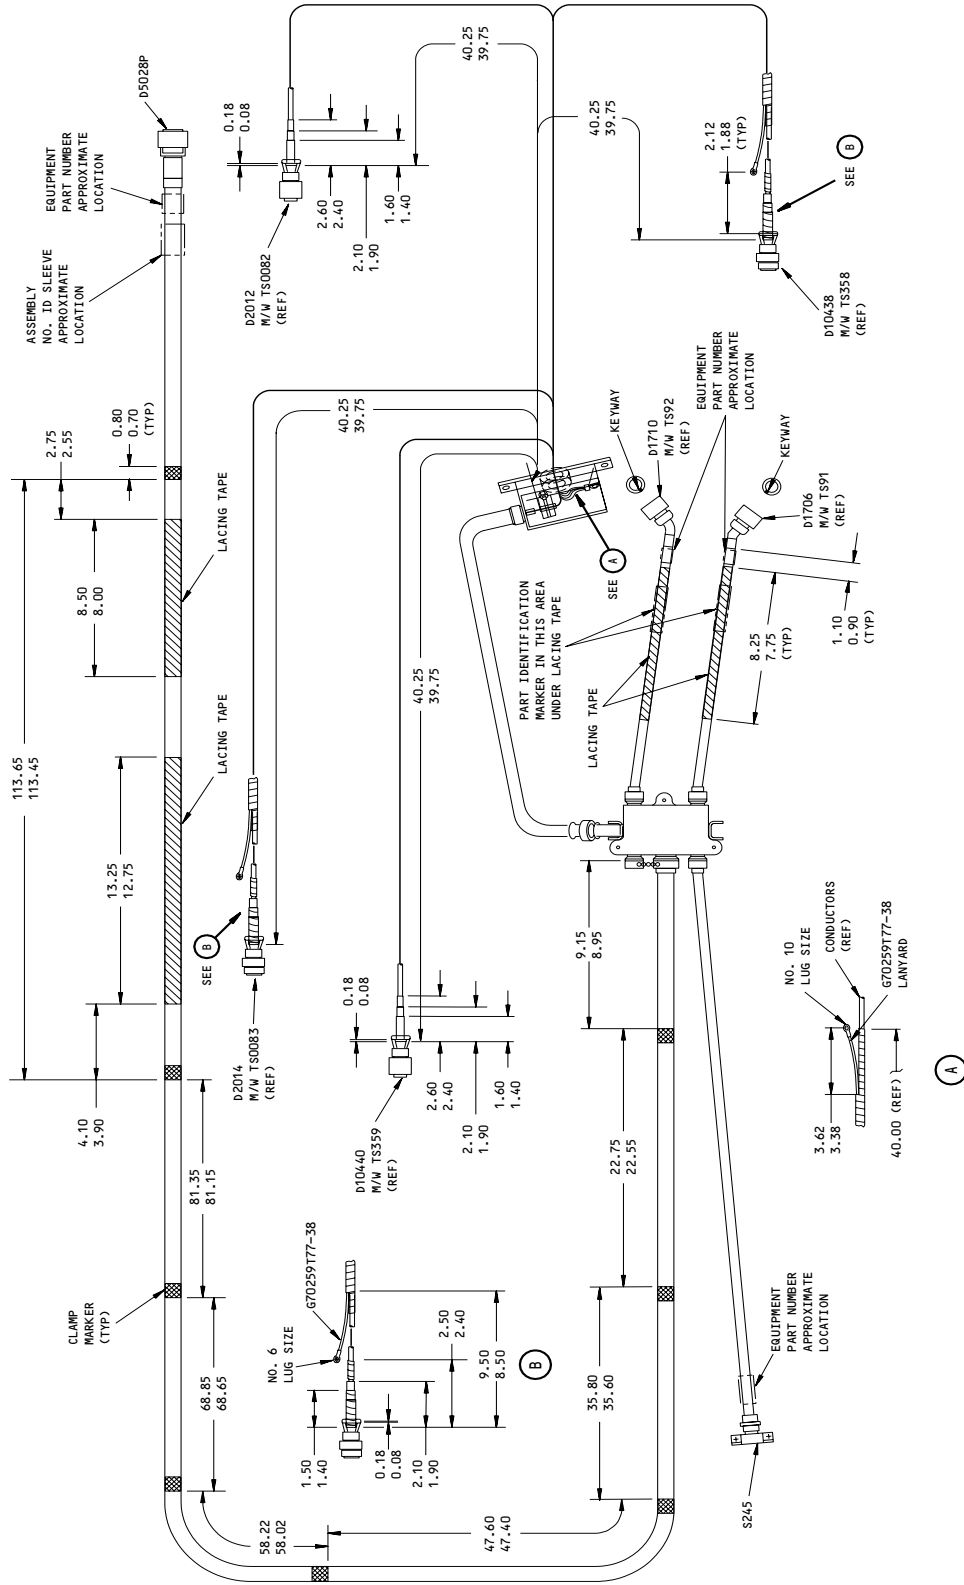 113.65
113.45
4.10
3.90
13.25
12.75
8.50
8.00
2.75
2.55
0.80
0.70
(TYP)
ASSEMBLY
NO. ID SLEEVE
APPROXIMATE
LOCATION
EQUIPMENT
PART NUMBER
APPROXIMATE
LOCATION
D5028P
CLAMP
MARKER
(TYP)
81.35
81.15
68.85
68.65
58.22
58.02
47.60
47.40
LACING TAPE
LACING TAPE
SEE B
D2014
M/W TS0083
(REF)
40.25
39.75
D2012
M/W TS0082
(REF)
0.18
0.08
2.60
2.40
2.10
1.90
1.60
1.40
40.25
39.75
NO. 6
LUG SIZE
G70259T77-38
1.50
1.40
0.18
0.08
2.10
1.90
2.50
2.40
9.50
8.50
B
D10440
M/W TS359
(REF)
0.18
0.08
2.60
2.40
2.10
1.90
1.60
1.40
40.25
39.75
40.25
39.75
2.12
1.88
(TYP)
SEE B
D10438
M/W TS358
(REF)
SEE A
PART IDENTIFICATION
MARKER IN THIS AREA
UNDER LACING TAPE
LACING TAPE
KEYWAY
D1710
M/W TS92
(REF)
EQUIPMENT
PART NUMBER
APPROXIMATE
LOCATION
KEYWAY
D1706
M/W TS91
(REF)
8.25
7.75
(TYP)
1.10
0.90
(TYP)
9.15
8.95
22.75
22.55
35.80
35.60
S245
EQUIPMENT
PART NUMBER
APPROXIMATE
LOCATION
3.62
3.38
NO. 10
LUG SIZE
CONDUCTORS
(REF)
G70259T77-38
LANYARD
40.00 (REF)
A